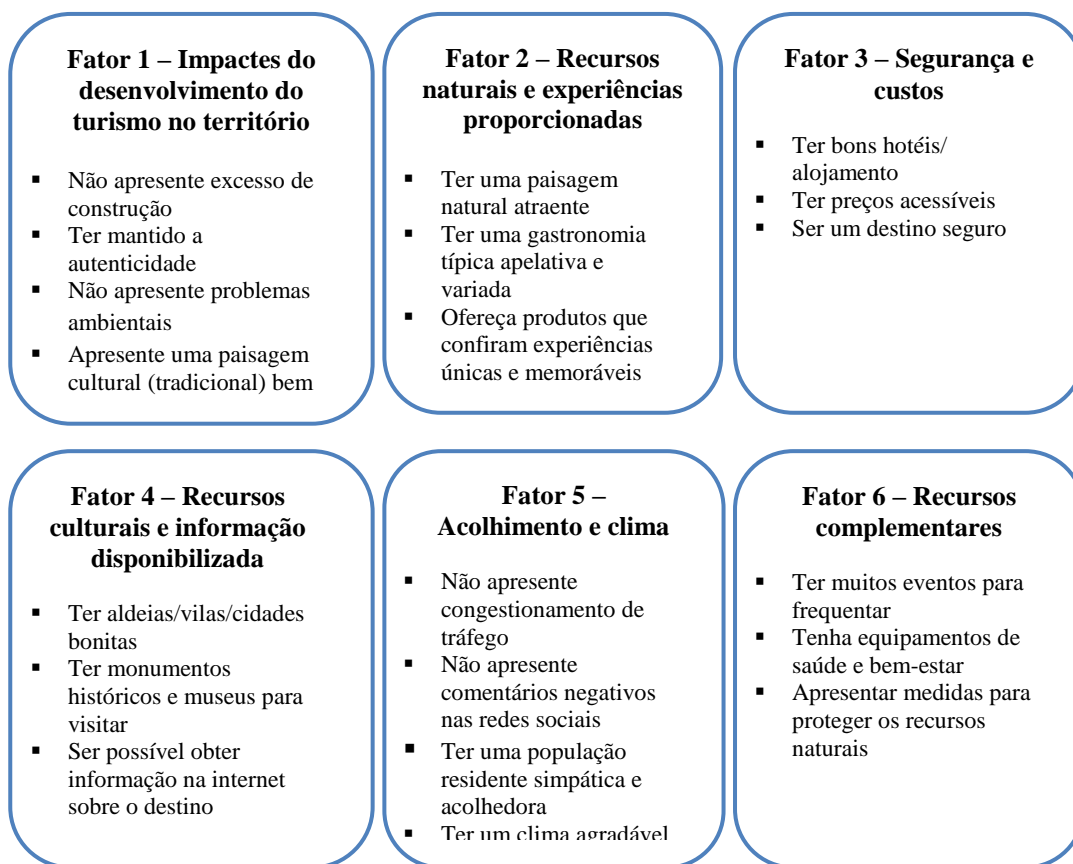 Fator 1 – Impactes do
desenvolvimento do
turismo no território
▪ Não apresente excesso de
construção
▪ Ter mantido a
autenticidade
▪ Não apresente problemas
ambientais
▪ Apresente uma paisagem
cultural (tradicional) bem
Fator 2 – Recursos
naturais e experiências
proporcionadas
▪ Ter uma paisagem
natural atraente
▪ Ter uma gastronomia
típica apelativa e
variada
▪ Ofereça produtos que
confiram experiências
únicas e memoráveis
Fator 3 – Segurança e
custos
▪ Ter bons hotéis/
alojamento
▪ Ter preços acessíveis
▪ Ser um destino seguro
Fator 4 – Recursos
culturais e informação
disponibilizada
▪ Ter aldeias/vilas/cidades
bonitas
▪ Ter monumentos
históricos e museus para
visitar
▪ Ser possível obter
informação na internet
sobre o destino
Fator 5 –
Acolhimento e clima
▪ Não apresente
congestionamento de
tráfego
▪ Não apresente
comentários negativos
nas redes sociais
▪ Ter uma população
residente simpática e
acolhedora
▪ Ter um clima agradável
Fator 6 – Recursos
complementares
▪ Ter muitos eventos para
frequentar
▪ Tenha equipamentos de
saúde e bem-estar
▪ Apresentar medidas para
proteger os recursos
naturais